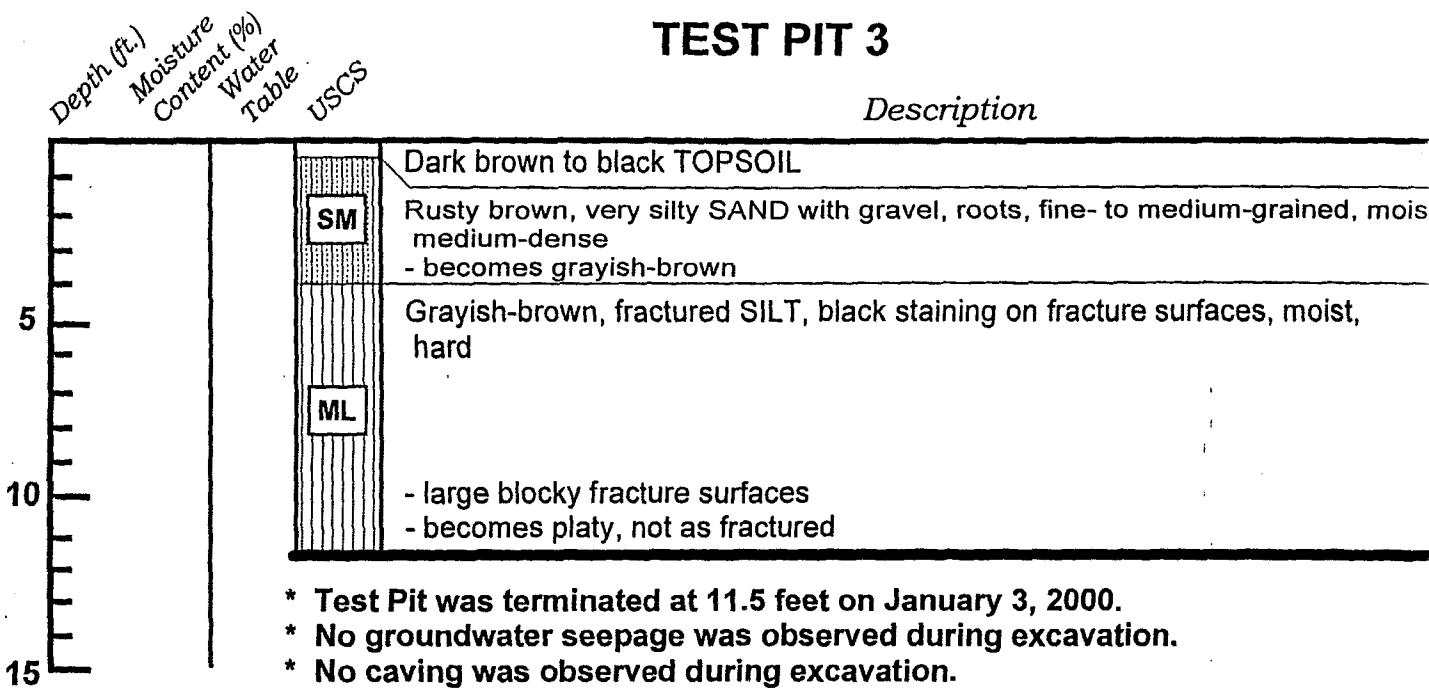 TEST PIT 3
Depth (ft.)
Moisture
Content (%)
Water
Table
USCS
Description
Dark brown to black TOPSOIL
SM
Rusty brown, very silty SAND with gravel, roots, fine- to medium-grained, mois
medium-dense
- becomes grayish-brown
5
Grayish-brown, fractured SILT, black staining on fracture surfaces, moist,
hard
ML
10
- large blocky fracture surfaces
- becomes platy, not as fractured
* Test Pit was terminated at 11.5 feet on January 3, 2000.
* No groundwater seepage was observed during excavation.
* No caving was observed during excavation.
15